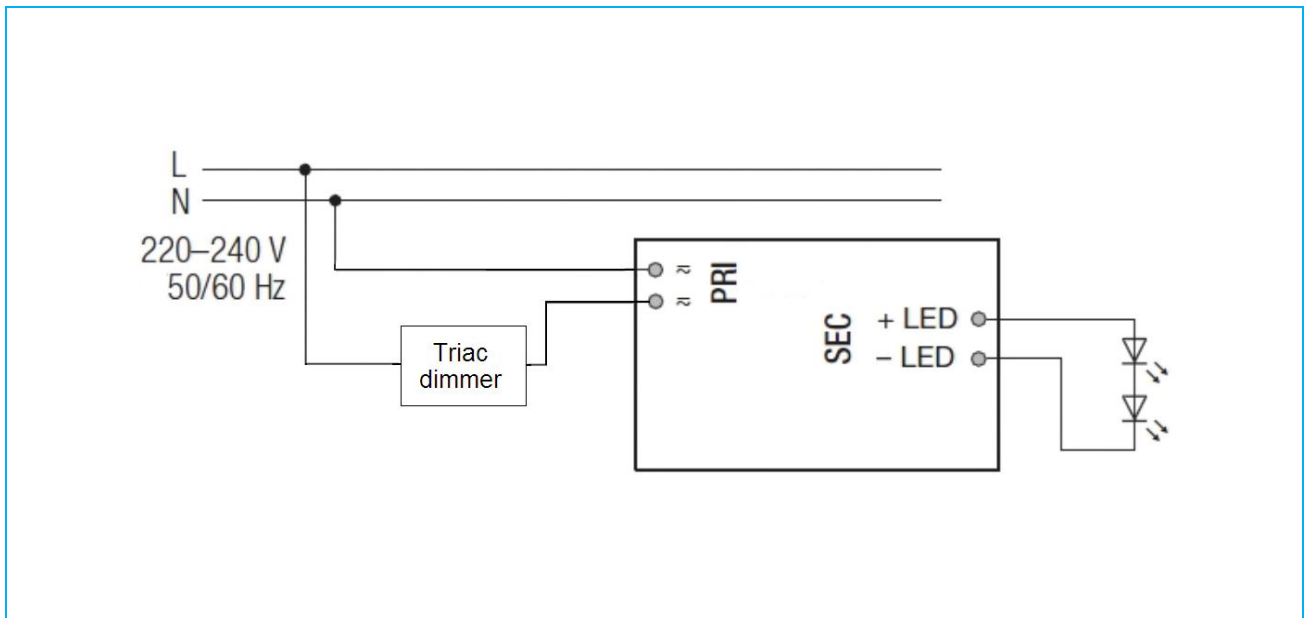 L
N
220–240 V
50/60 Hz
Triac
dimmer
≂
≂
PRI
SEC
+ LED
– LED